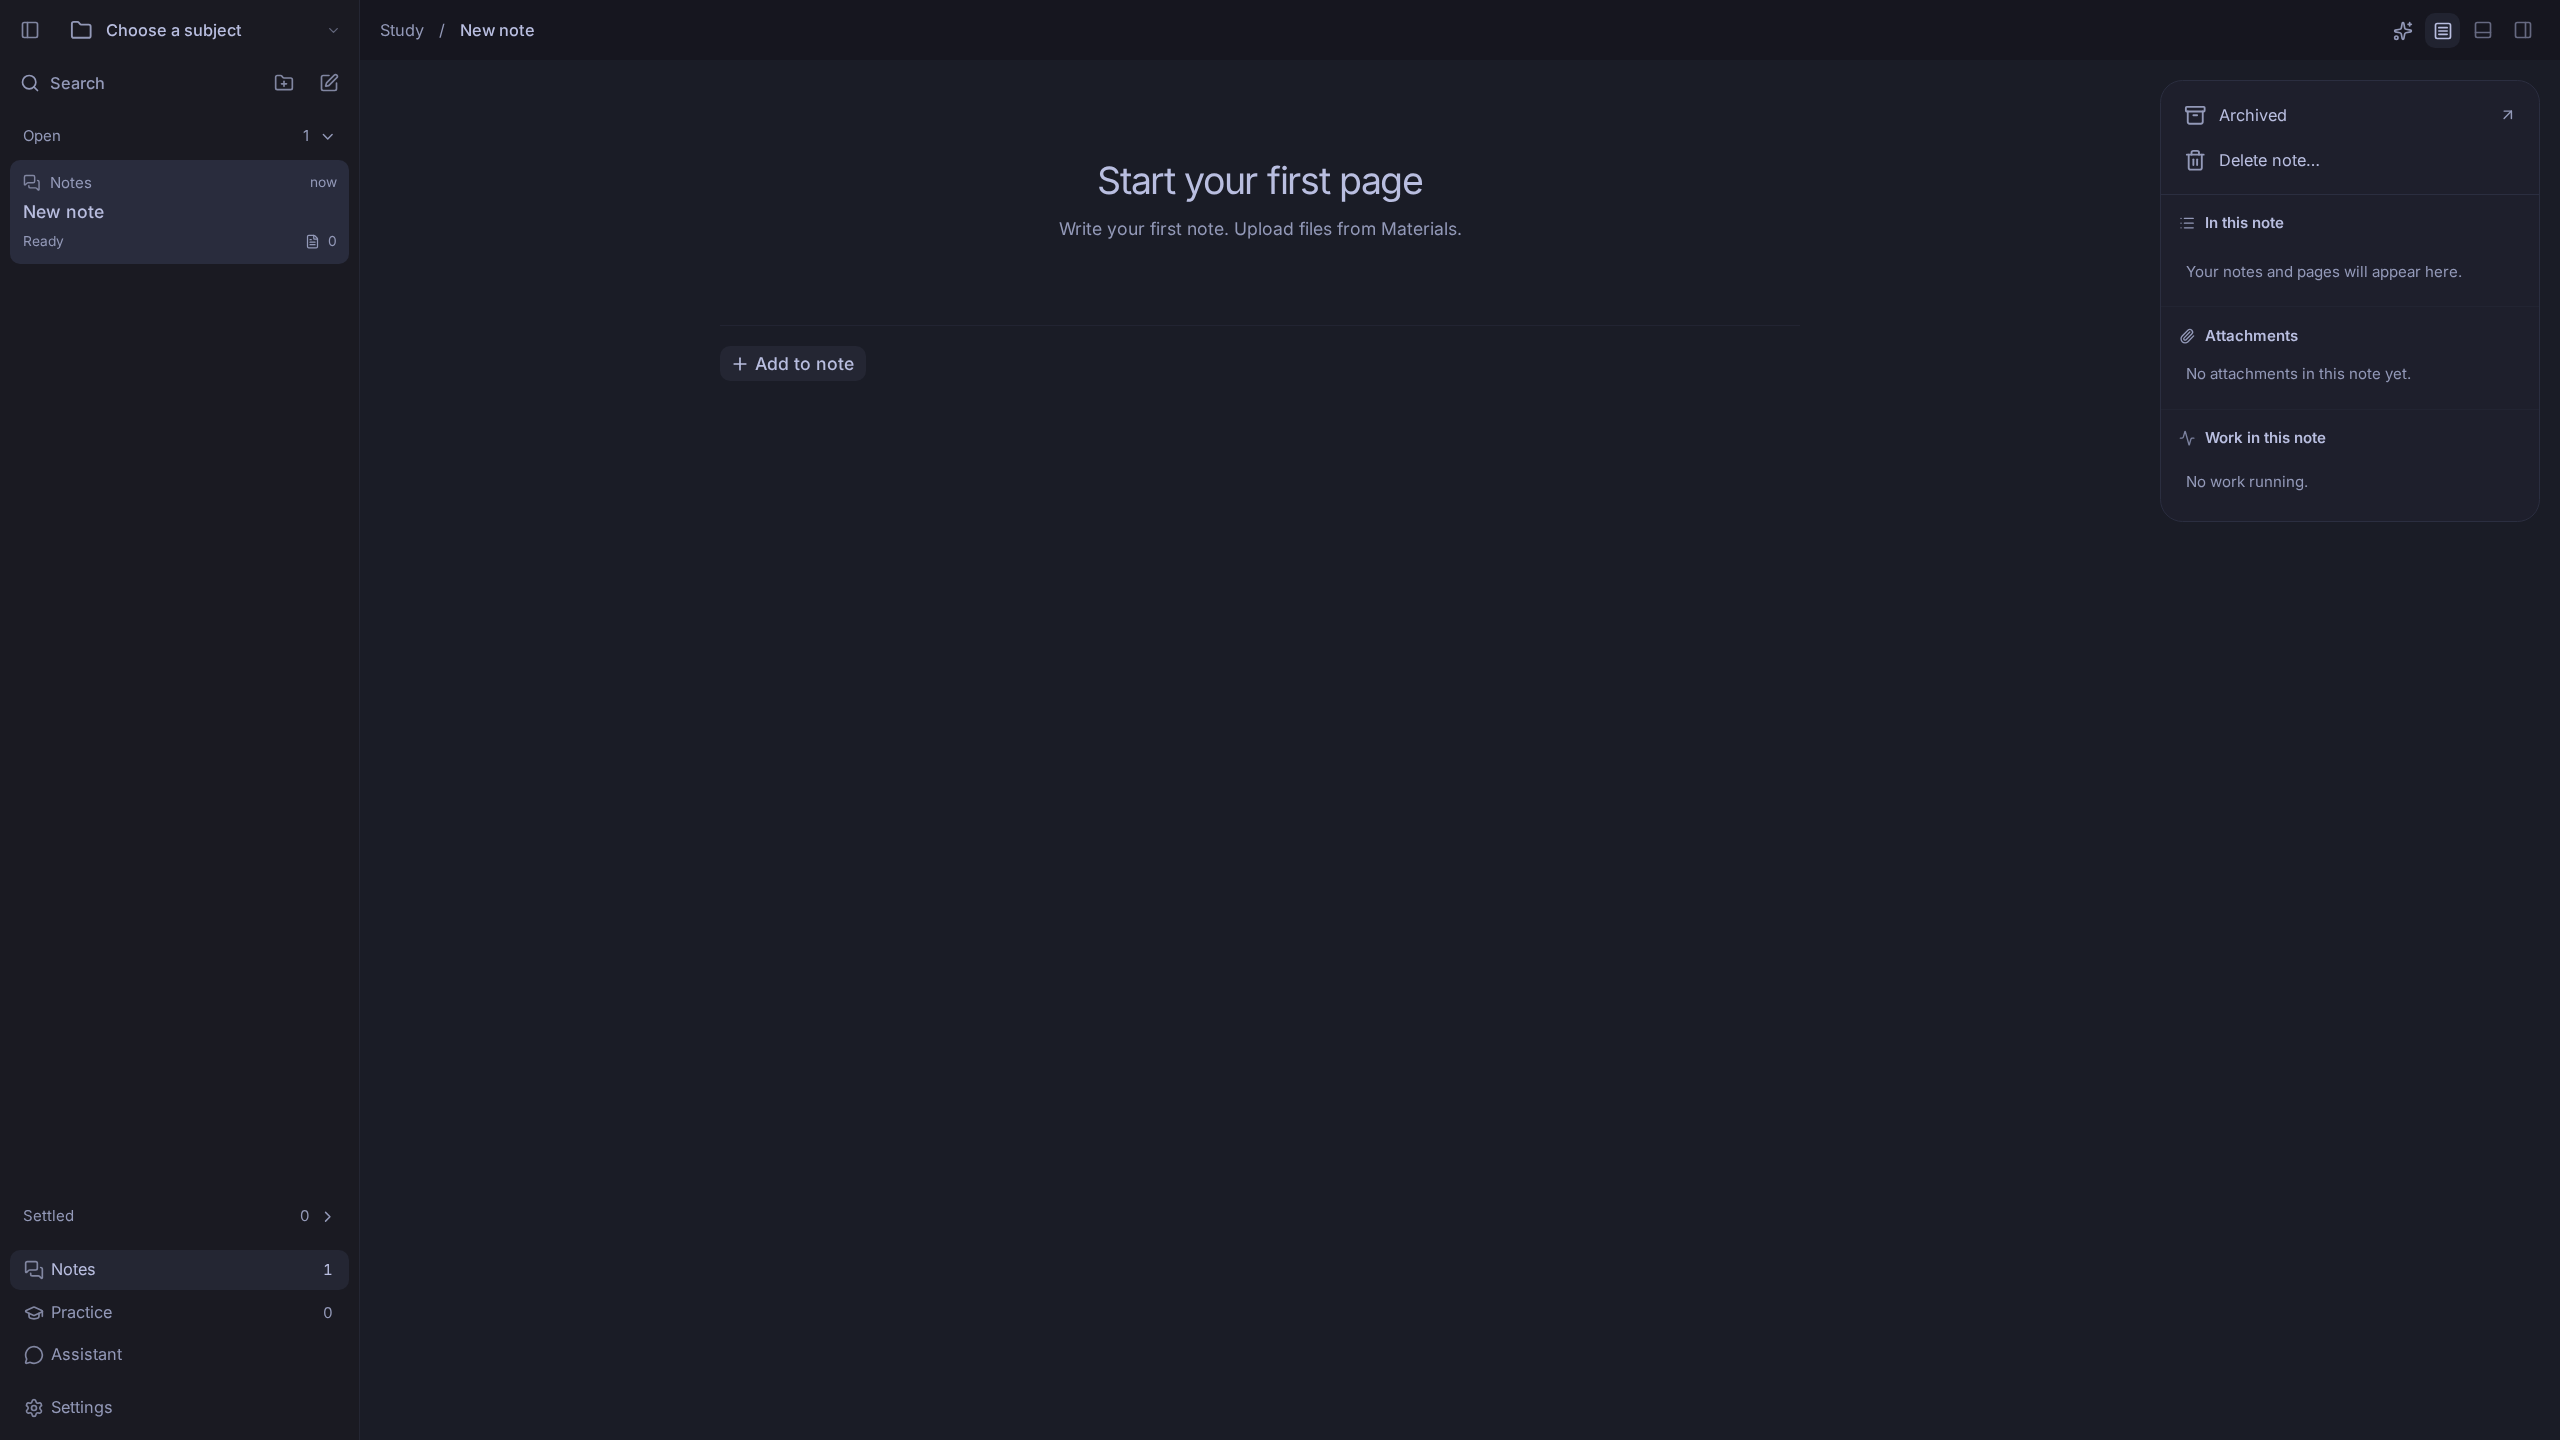 Choose a subject
Search
Open 1
Notes now
New note
Ready 0
Settled 0
Notes 1
Practice 0
Assistant
Settings
Study / New note
Start your first page
Write your first note. Upload files from Materials.
Add to note
Archived
Delete note...
In this note
Your notes and pages will appear here.
Attachments
No attachments in this note yet.
Work in this note
No work running.